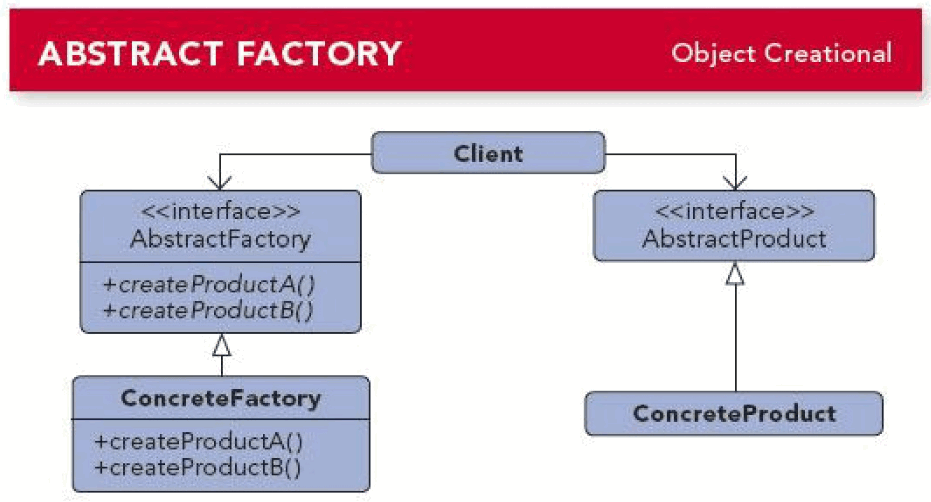 ABSTRACT FACTORY
Object Creational
Client
<<interface>>
AbstractFactory
+createProductA()
+createProductB()
<<interface>>
AbstractProduct
ConcreteFactory
+createProductA()
+createProductB()
ConcreteProduct